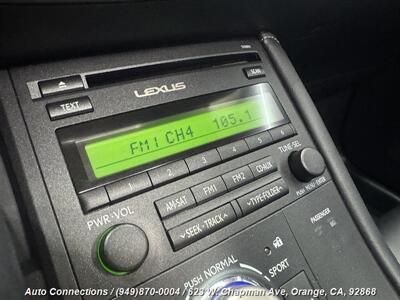 SCAN
TEXT
LEXUS
FM1 CH4 105.1
1 2 3 4 5 6
PWR•VOL
AM•SAT FM1 FM2 CD•AUX
TUNE/SEL
PUSH MENU/ENTER
SEEK • TRACK
TYPE•FOLDER
PASSENGER
PUSH NORMAL
SPORT
Auto Connections / (949)870-0004 / 623 W. Chapman Ave, Orange, CA, 92868